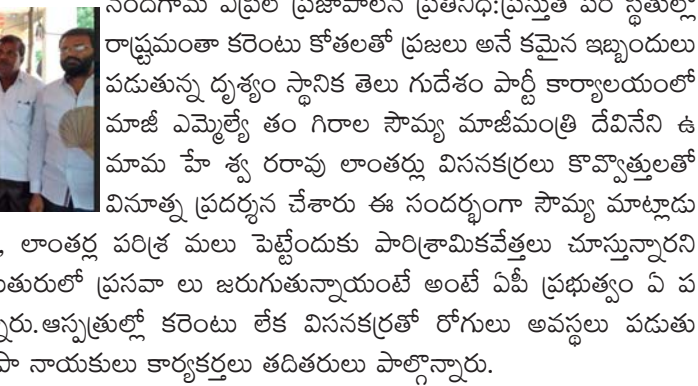 నందిగామ ఏప్రిల్ ప్రజాపాలన ప్రతినిధి:ప్రస్తుత పరి స్థితుల్లో
రాష్ట్రమంతా కరెంటు కోతలతో ప్రజలు అనే కమైన ఇబ్బందులు
పడుతున్న దృశ్యం స్థానిక తెలు గుదేశం పార్టీ కార్యాలయంలో
మాజీ ఎమ్మెల్యే తం గిరాల సౌమ్య మాజీమంత్రి దేవినేని ఉ
మామ హే శ్వ రరావు లాంతర్లు విసనకర్రలు కొవ్వొత్తులతో
వినూత్న ప్రదర్శన చేశారు ఈ సందర్భంగా సౌమ్య మాట్లాడు
, లాంతర్ల పరిశ్ర మలు పెట్టేందుకు పారిశ్రామికవేత్తలు చూస్తున్నారని
తురులో ప్రసవా లు జరుగుతున్నాయంటే అంటే ఏపీ ప్రభుత్వం ఏ ప
న్నరు.ఆస్పత్రుల్లో కరెంటు లేక విసనకర్రతో రోగులు అవస్థలు పడుతు
పా నాయకులు కార్యకర్తలు తదితరులు పాల్గొన్నారు.